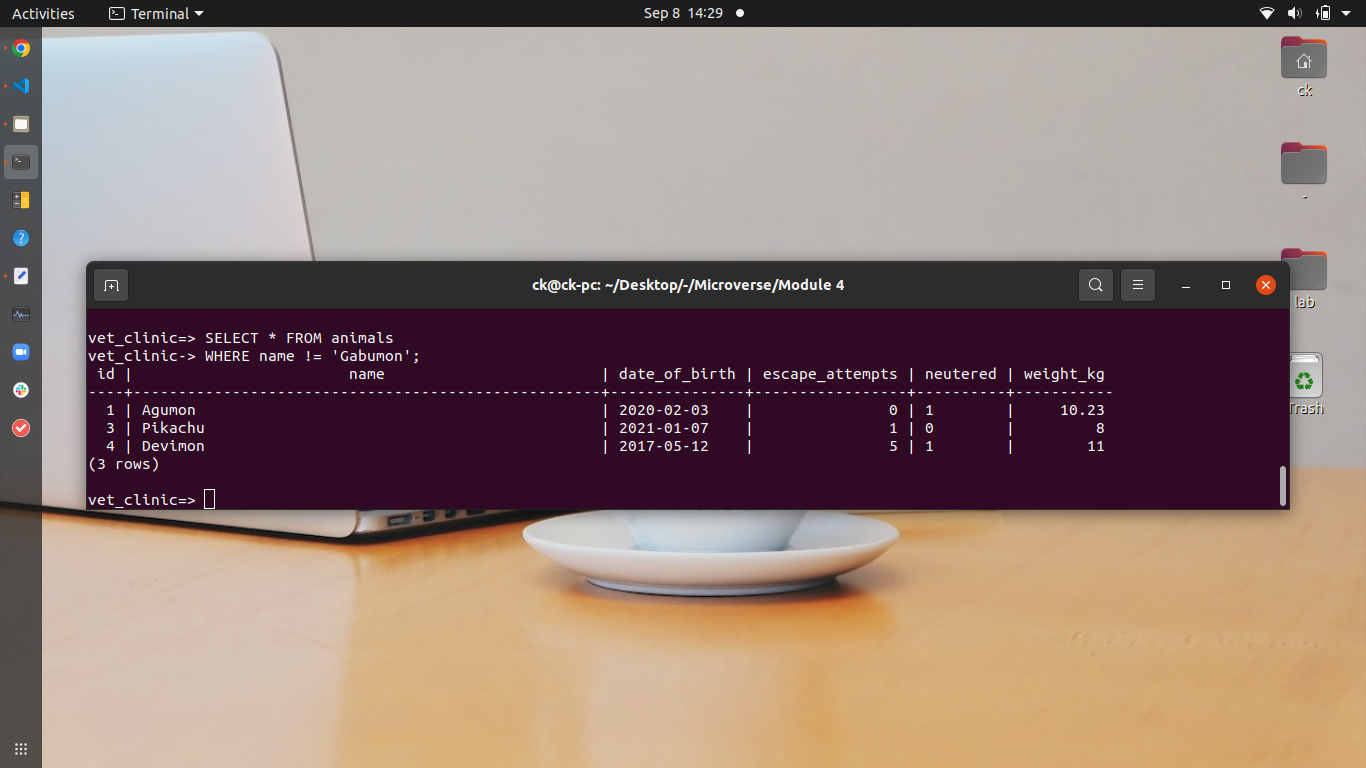 Activities Terminal Sep 8 14:29
ck
-
lab
Trash
ck@ck-pc: ~/Desktop/-/Microverse/Module 4
vet_clinic=> SELECT * FROM animals
vet_clinic-> WHERE name != 'Gabumon';
 id |                        name                        | date_of_birth | escape_attempts | neutered | weight_kg
----+----------------------------------------------------+---------------+-----------------+----------+-----------
  1 | Agumon                                             | 2020-02-03    |               0 | 1        |     10.23
  3 | Pikachu                                            | 2021-01-07    |               1 | 0        |         8
  4 | Devimon                                            | 2017-05-12    |               5 | 1        |        11
(3 rows)
vet_clinic=>